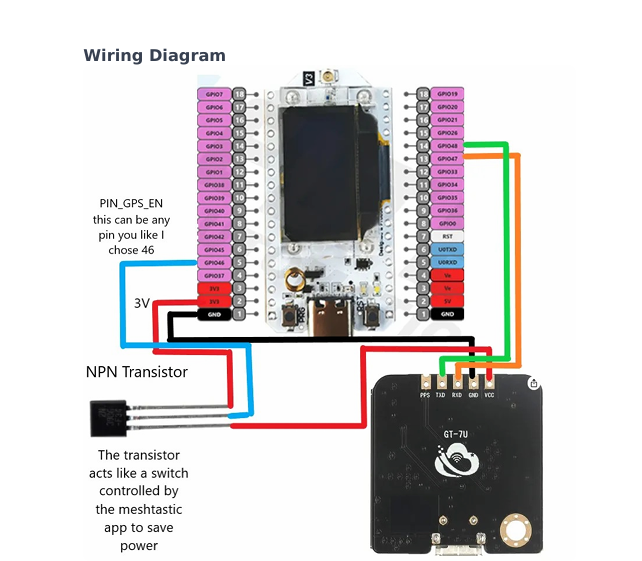 Wiring Diagram
V3
GPIO7 18 18 GPIO19
GPIO6 17 17 GPIO20
GPIO5 16 16 GPIO21
GPIO4 15 15 GPIO26
GPIO3 14 14 GPIO48
GPIO2 13 13 GPIO47
GPIO1 12 12 GPIO33
GPIO38 11 11 GPIO34
GPIO39 10 10 GPIO35
GPIO40 9 9 GPIO36
GPIO41 8 8 GPIO0
GPIO42 7 7 RST
GPIO45 6 6 U0TXD
GPIO46 5 5 U0RXD
GPIO37 4 4 Ve
3V3 3 3 Ve
3V3 2 2 5V
GND 1 1 GND
PIN_GPS_EN
this can be any
pin you like I
chose 46
3V
PRG
RST
NPN Transistor
PPS TXD RXD GND VCC
GT-7U
The transistor
acts like a switch
controlled by
the meshtastic
app to save
power